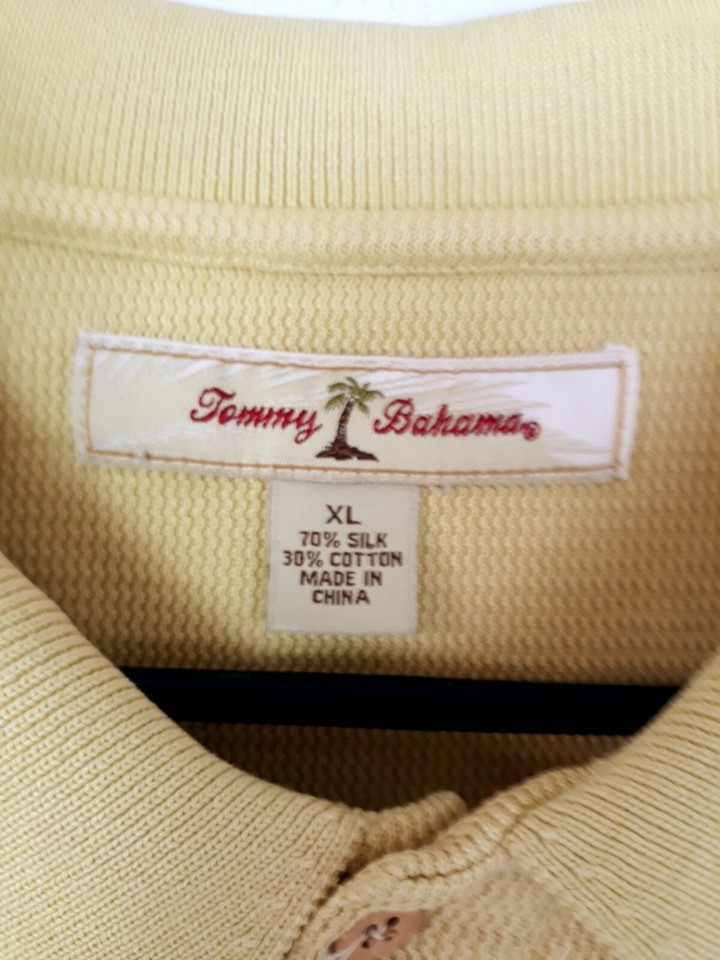 Tommy Bahama®
XL
70% SILK
30% COTTON
MADE IN
CHINA